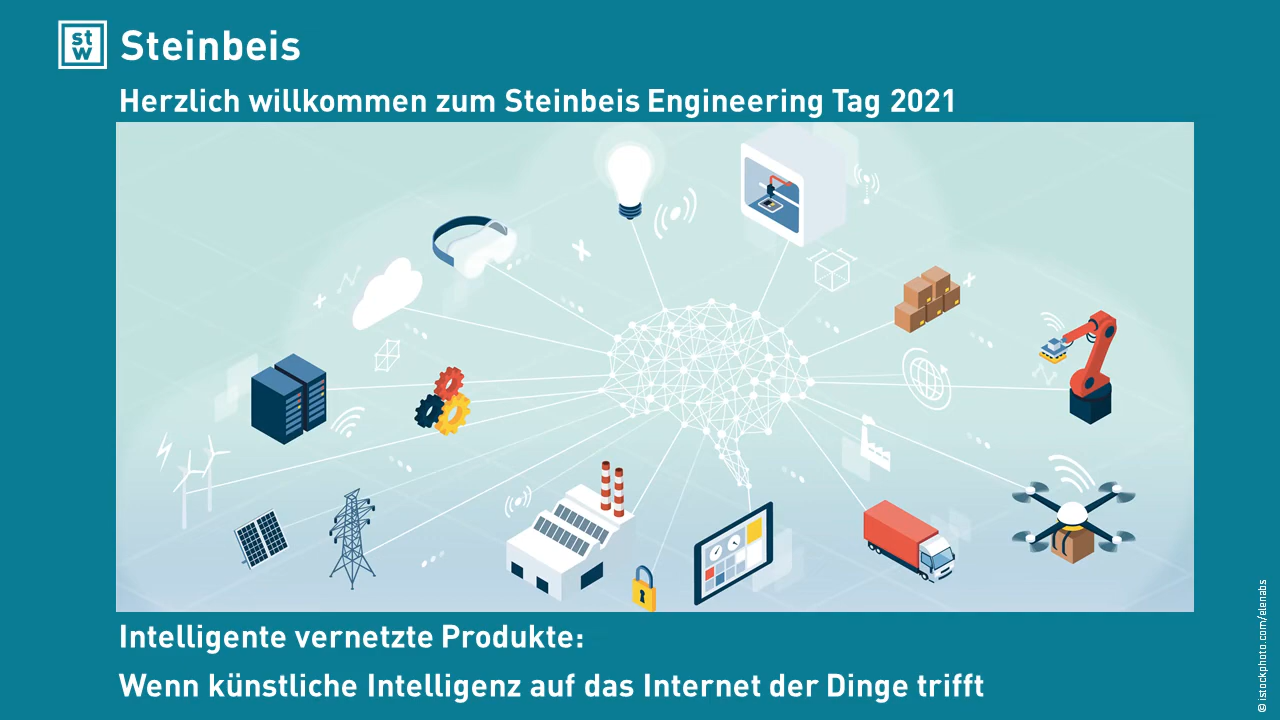 stw Steinbeis
Herzlich willkommen zum Steinbeis Engineering Tag 2021
Intelligente vernetzte Produkte:
Wenn künstliche Intelligenz auf das Internet der Dinge trifft
© istockphoto.com/elenabs